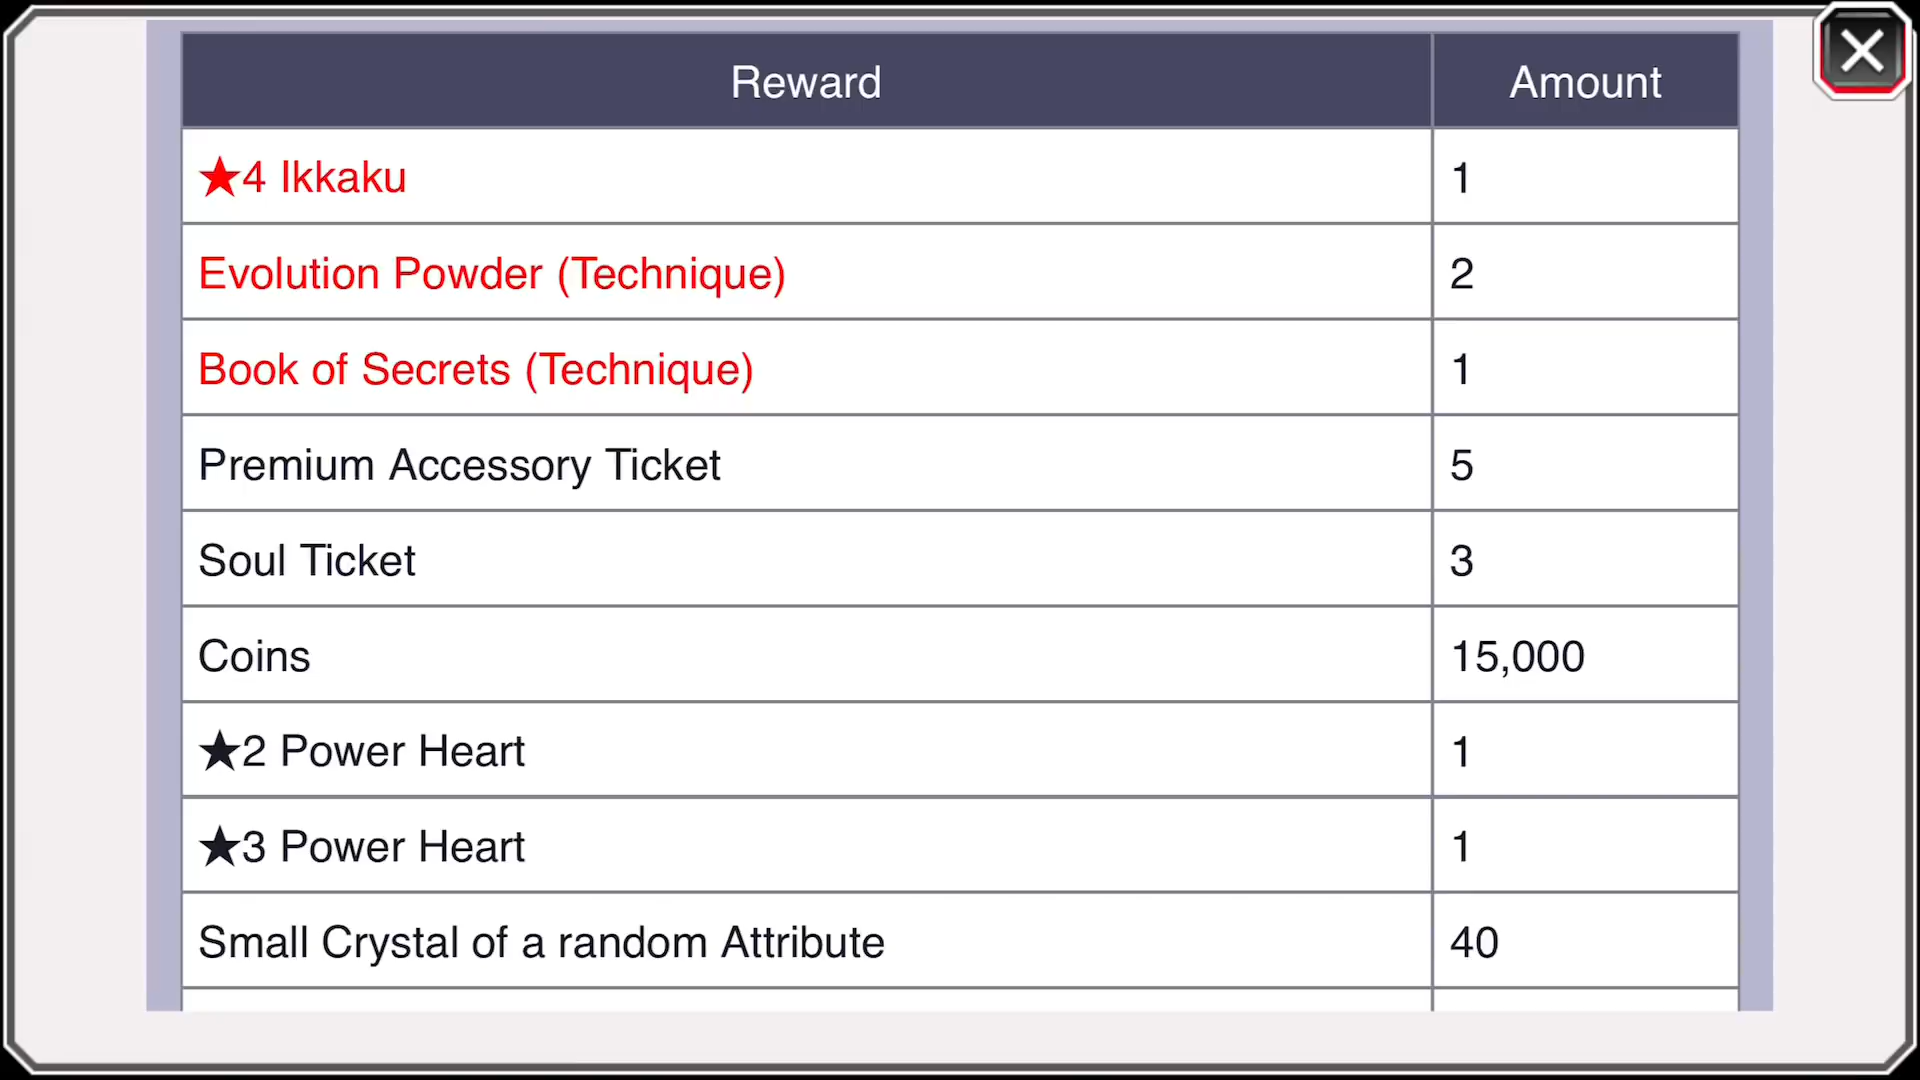 Reward Amount
★4 Ikkaku 1
Evolution Powder (Technique) 2
Book of Secrets (Technique) 1
Premium Accessory Ticket 5
Soul Ticket 3
Coins 15,000
★2 Power Heart 1
★3 Power Heart 1
Small Crystal of a random Attribute 40